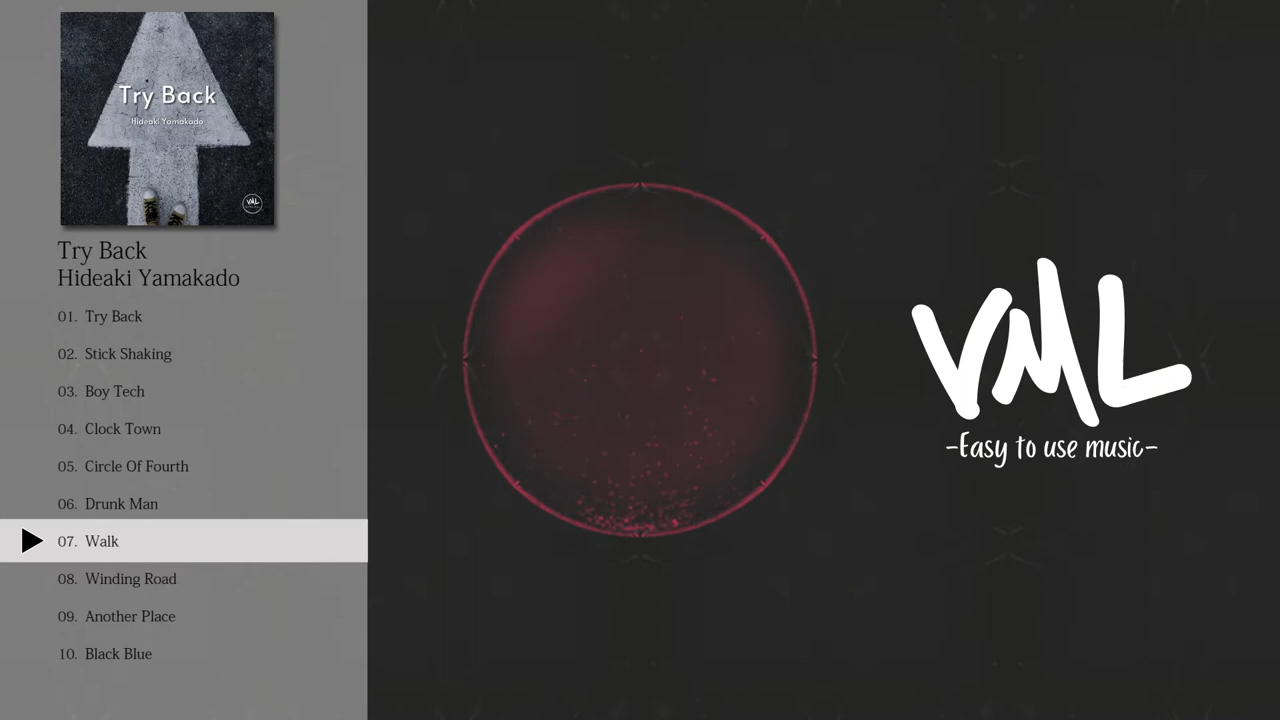 Try Back
Hideaki Yamakado
VML
Try Back
Hideaki Yamakado
01. Try Back
02. Stick Shaking
03. Boy Tech
04. Clock Town
05. Circle Of Fourth
06. Drunk Man
07. Walk
08. Winding Road
09. Another Place
10. Black Blue
VML
-Easy to use music-